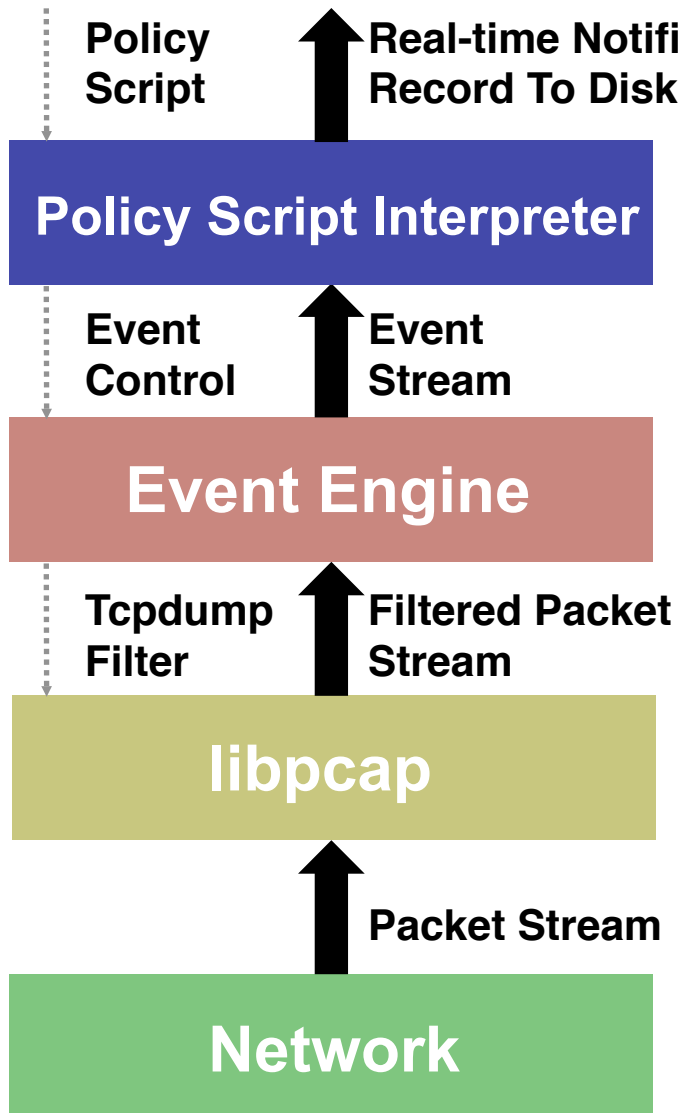 Policy
Script
Real-time Notifi
Record To Disk
Policy Script Interpreter
Event
Control
Event
Stream
Event Engine
Tcpdump
Filter
Filtered Packet
Stream
libpcap
Packet Stream
Network